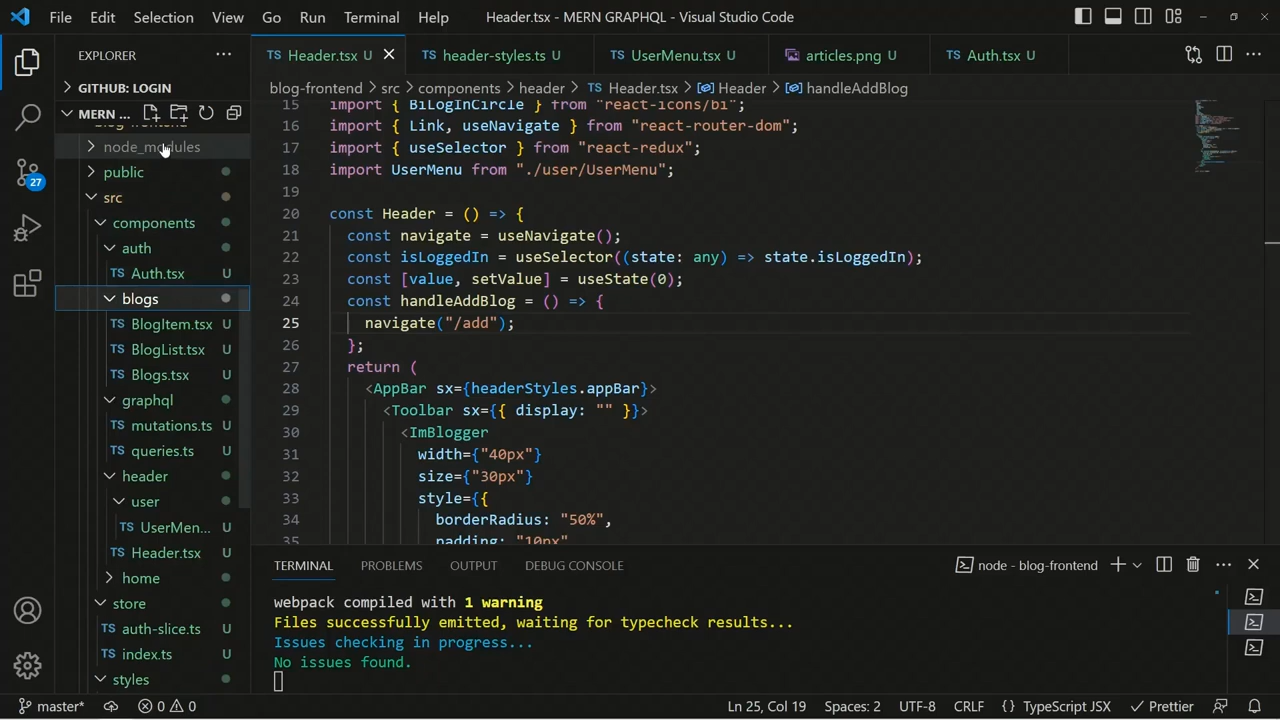 File Edit Selection View Go Run Terminal Help Header.tsx - MERN GRAPHQL - Visual Studio Code
EXPLORER ...
Header.tsx U
header-styles.ts U
UserMenu.tsx U
articles.png U
Auth.tsx U
GITHUB: LOGIN
blog-frontend > src > components > header > TS Header.tsx > Header > handleAddBlog
MERN ...
node_modules
public
src
components
auth
TS Auth.tsx U
blogs
TS BlogItem.tsx U
TS BlogList.tsx U
TS Blogs.tsx U
graphql
TS mutations.ts U
TS queries.ts U
header
user
TS UserMen... U
TS Header.tsx U
home
store
TS auth-slice.ts U
TS index.ts U
styles
27
15 import { BiLogInCircle } from "react-icons/bi";
16 import { Link, useNavigate } from "react-router-dom";
17 import { useSelector } from "react-redux";
18 import UserMenu from "./user/UserMenu";
19
20 const Header = () => {
21 const navigate = useNavigate();
22 const isLoggedIn = useSelector((state: any) => state.isLoggedIn);
23 const [value, setValue] = useState(0);
24 const handleAddBlog = () => {
25 navigate("/add");
26 };
27 return (
28 <AppBar sx={headerStyles.appBar}>
29 <Toolbar sx={{ display: "" }}>
30 <ImBlogger
31 width={"40px"}
32 size={"30px"}
33 style={{
34 borderRadius: "50%",
35 padding: "10px"
TERMINAL PROBLEMS OUTPUT DEBUG CONSOLE node - blog-frontend
webpack compiled with 1 warning
Files successfully emitted, waiting for typecheck results...
Issues checking in progress...
No issues found.
master* 0 0 Ln 25, Col 19 Spaces: 2 UTF-8 CRLF {} TypeScript JSX Prettier